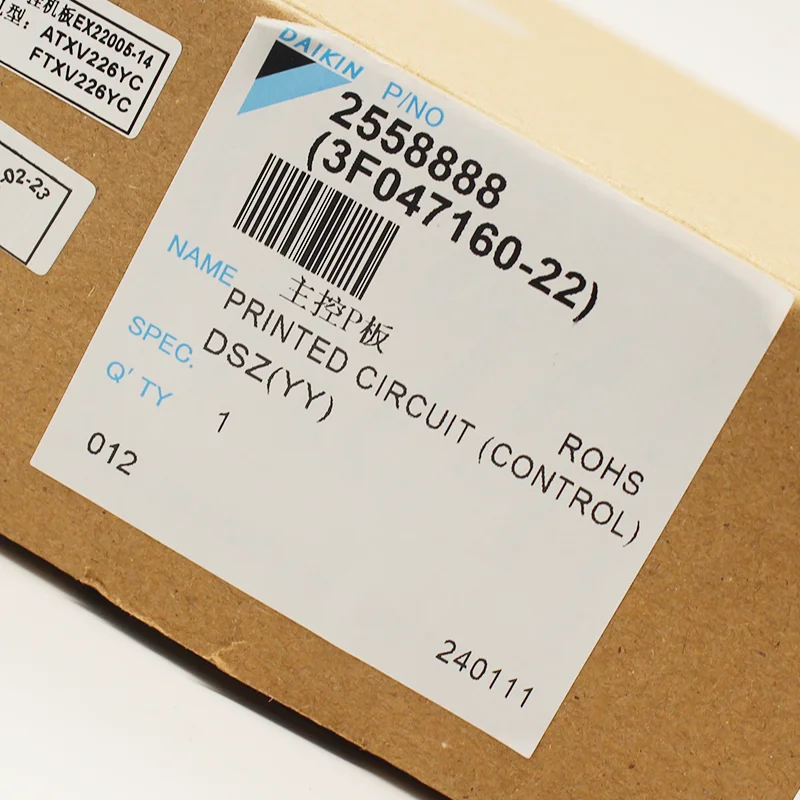 挂机板EX22005-14
机型: ATXV226YC
FTXV226YC
02-23
DAIKIN
P/NO
2558888
(3F047160-22)
NAME
主控P板
PRINTED CIRCUIT (CONTROL)
SPEC. DSZ(YY)
ROHS
Q'TY 1
012
240111